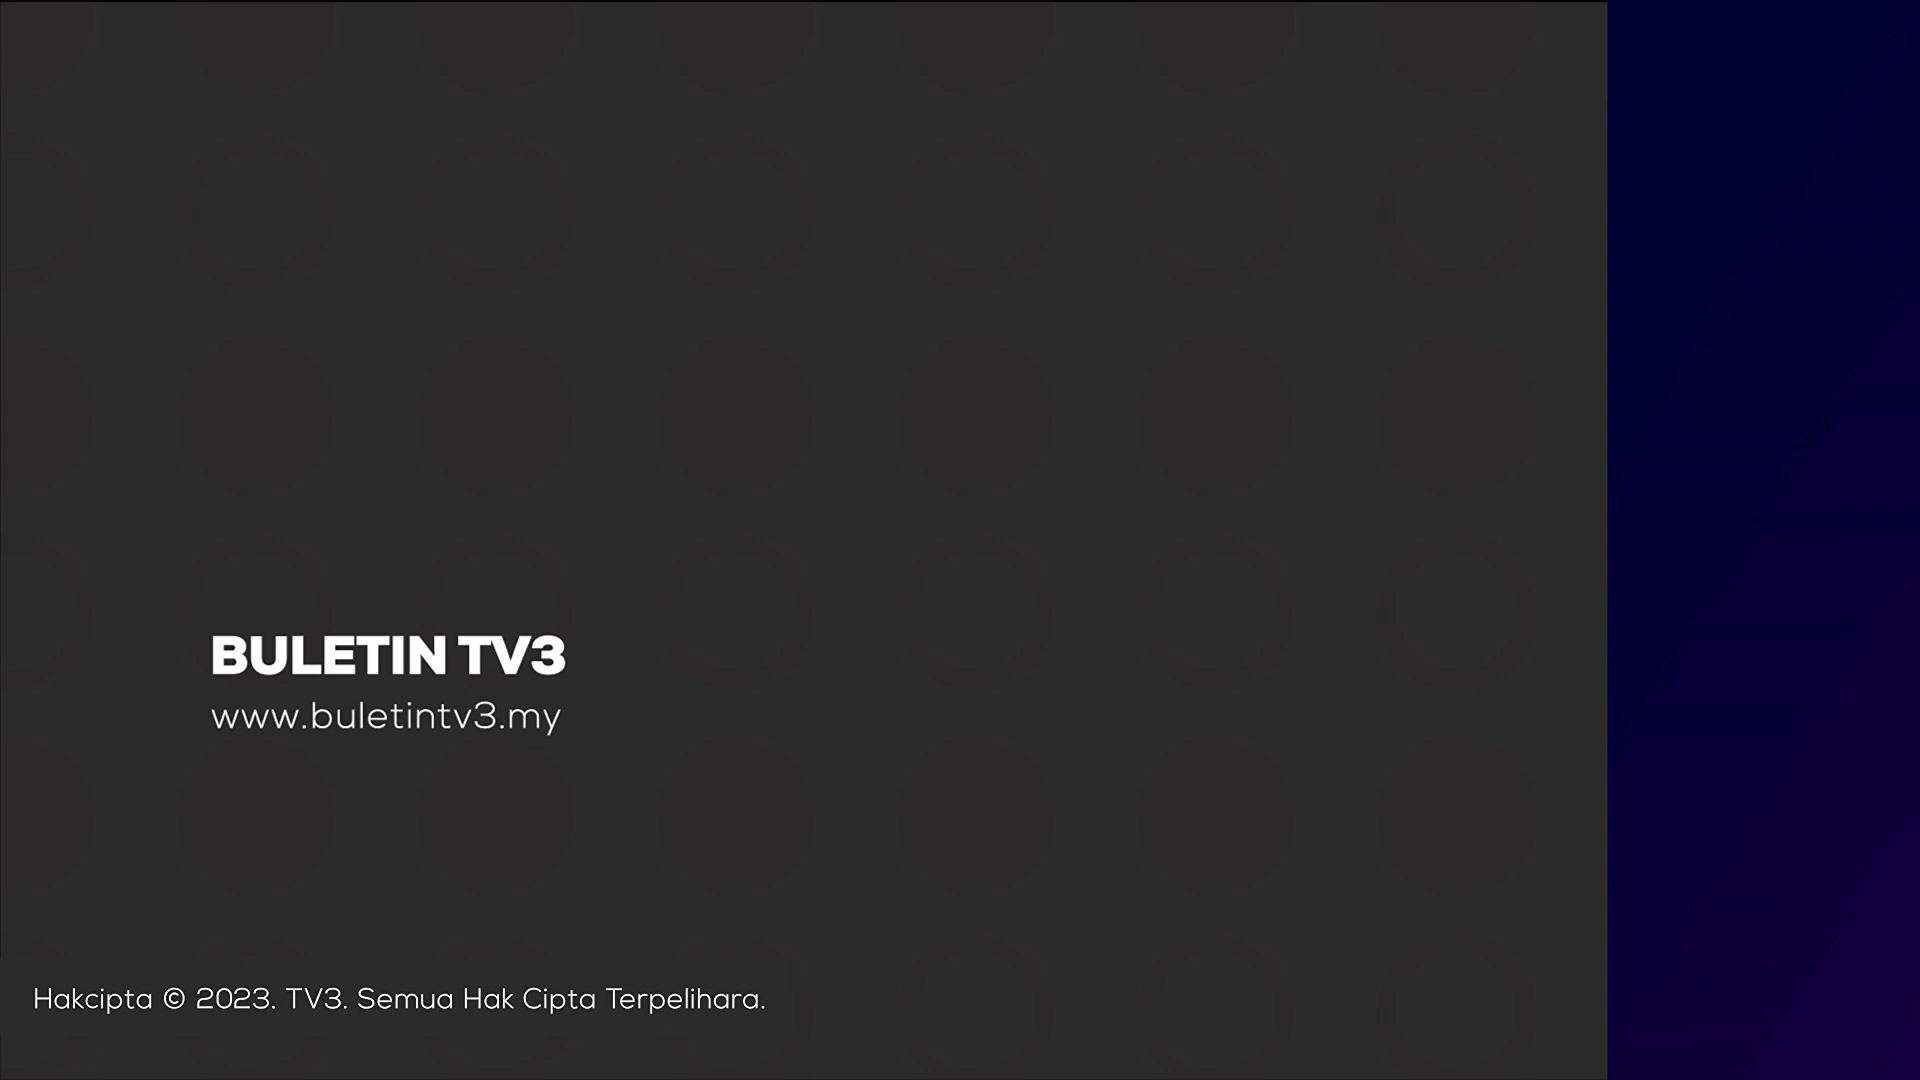 BULETIN TV3
www.buletintv3.my
Hakcipta © 2023. TV3. Semua Hak Cipta Terpelihara.